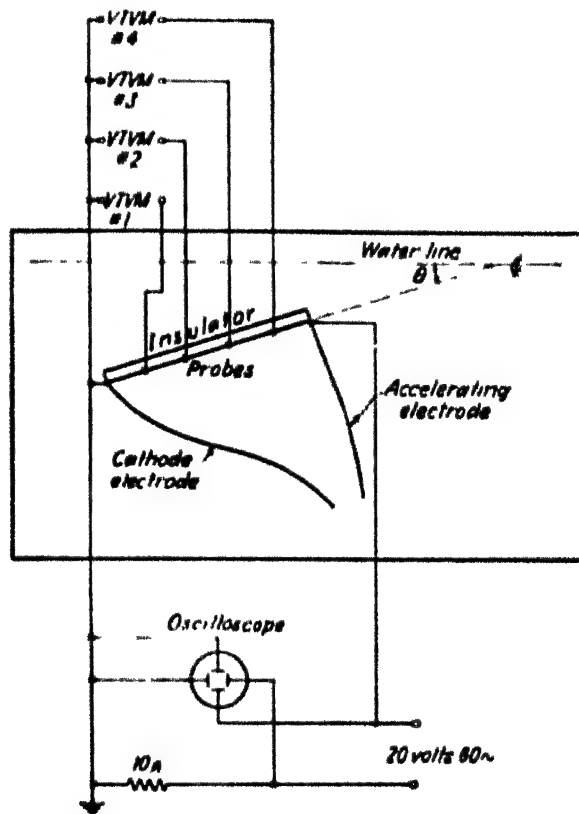 VTVM
#4
VTVM
#3
VTVM
#2
VTVM
#1
Water line
θ
¢
Insulator
Probes
Accelerating
electrode
Cathode
electrode
Oscilloscope
20 volts 60~
10Ω